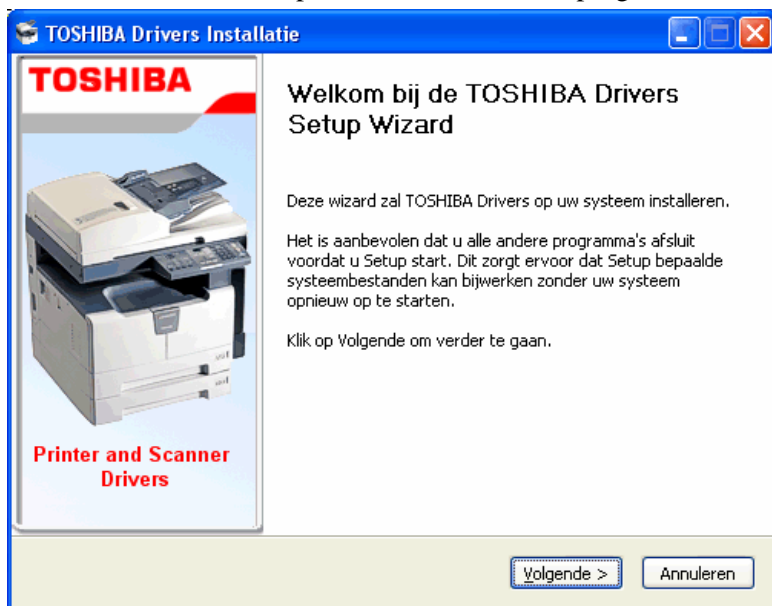 TOSHIBA Drivers Installatie
TOSHIBA
Welkom bij de TOSHIBA Drivers
Setup Wizard
Deze wizard zal TOSHIBA Drivers op uw systeem installeren.
Het is aanbevolen dat u alle andere programma's afsluit
voordat u Setup start. Dit zorgt ervoor dat Setup bepaalde
systeembestanden kan bijwerken zonder uw systeem
opnieuw op te starten.
Klik op Volgende om verder te gaan.
Printer and Scanner
Drivers
Volgende >
Annuleren